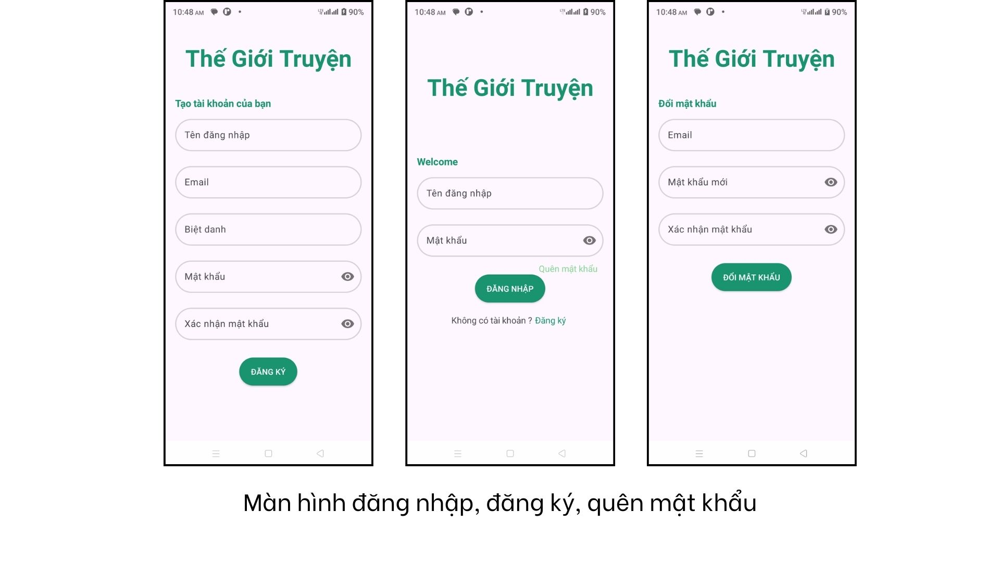 10:48 AM
90%
Thế Giới Truyện
Tạo tài khoản của bạn
Tên đăng nhập
Email
Biệt danh
Mật khẩu
Xác nhận mật khẩu
ĐĂNG KÝ
10:48 AM
90%
Thế Giới Truyện
Welcome
Tên đăng nhập
Mật khẩu
Quên mật khẩu
ĐĂNG NHẬP
Không có tài khoản ? Đăng ký
10:48 AM
90%
Thế Giới Truyện
Đổi mật khẩu
Email
Mật khẩu mới
Xác nhận mật khẩu
ĐỔI MẬT KHẨU
Màn hình đăng nhập, đăng ký, quên mật khẩu